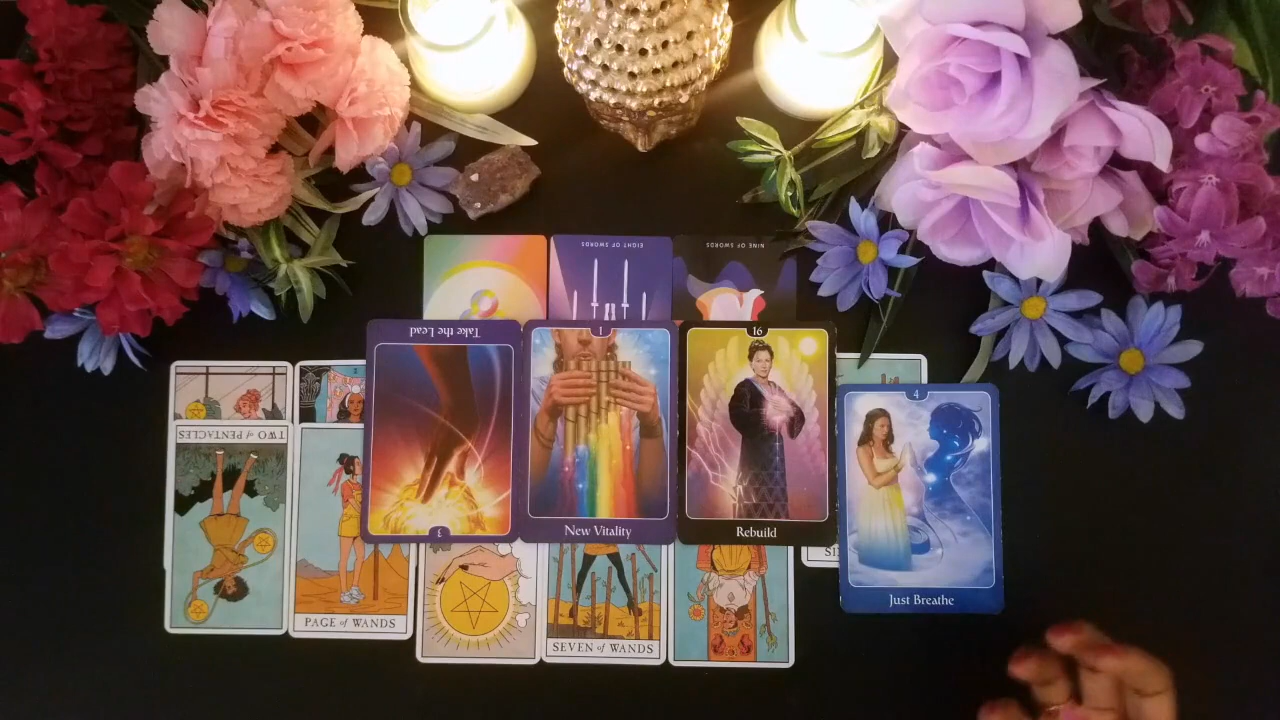 EIGHT OF SWORDS
NINE OF SWORDS
Take the Lead
3
1
New Vitality
16
Rebuild
4
Just Breathe
TWO of PENTACLES
PAGE of WANDS
SEVEN of WANDS